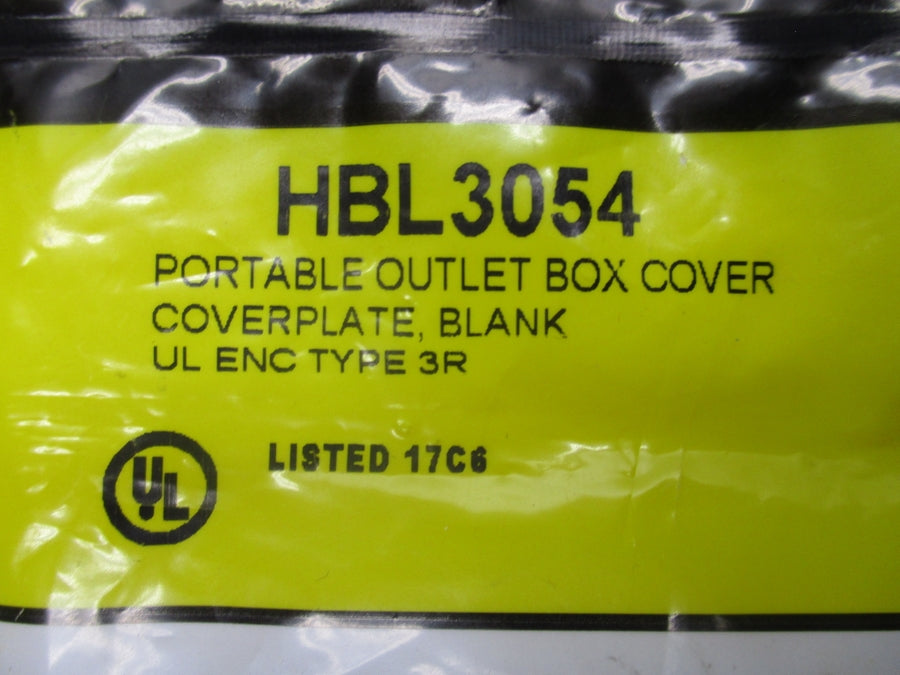 HBL3054
PORTABLE OUTLET BOX COVER
COVERPLATE, BLANK
UL ENC TYPE 3R
UL
LISTED 17C6